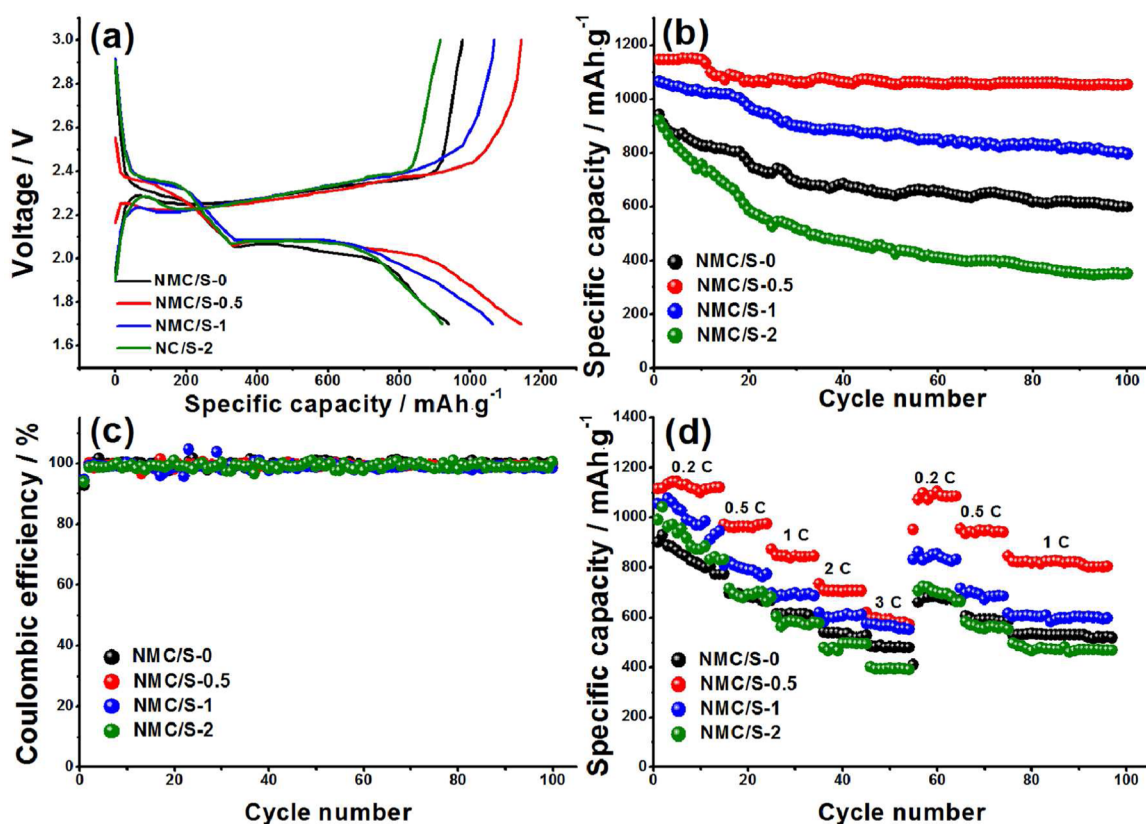 (a)
3.0
2.8
2.6
2.4
2.2
2.0
1.8
1.6
Voltage / V
NMC/S-0
NMC/S-0.5
NMC/S-1
NC/S-2
0 200 400 600 800 1000 1200
Specific capacity / mAh.g-1
(b)
1200
1000
800
600
400
200
0
Specific capacity / mAh.g-1
NMC/S-0
NMC/S-0.5
NMC/S-1
NMC/S-2
0 20 40 60 80 100
Cycle number
(c)
100
80
60
40
20
0
Coulombic efficiency / %
NMC/S-0
NMC/S-0.5
NMC/S-1
NMC/S-2
0 20 40 60 80 100
Cycle number
(d)
1400
1200
1000
800
600
400
200
0
Specific capacity / mAh.g-1
0.2 C
0.5 C
1 C
2 C
3 C
0.2 C
0.5 C
1 C
NMC/S-0
NMC/S-0.5
NMC/S-1
NMC/S-2
0 20 40 60 80 100
Cycle number